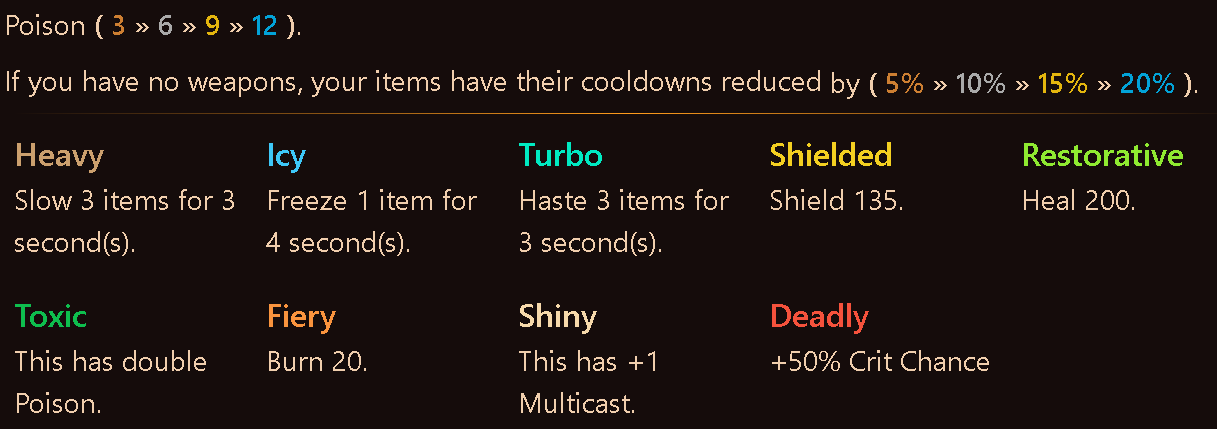 Poison ( 3 » 6 » 9 » 12 ).
If you have no weapons, your items have their cooldowns reduced by ( 5% » 10% » 15% » 20% ).
Heavy
Slow 3 items for 3
second(s).
Icy
Freeze 1 item for
4 second(s).
Turbo
Haste 3 items for
3 second(s).
Shielded
Shield 135.
Restorative
Heal 200.
Toxic
This has double
Poison.
Fiery
Burn 20.
Shiny
This has +1
Multicast.
Deadly
+50% Crit Chance